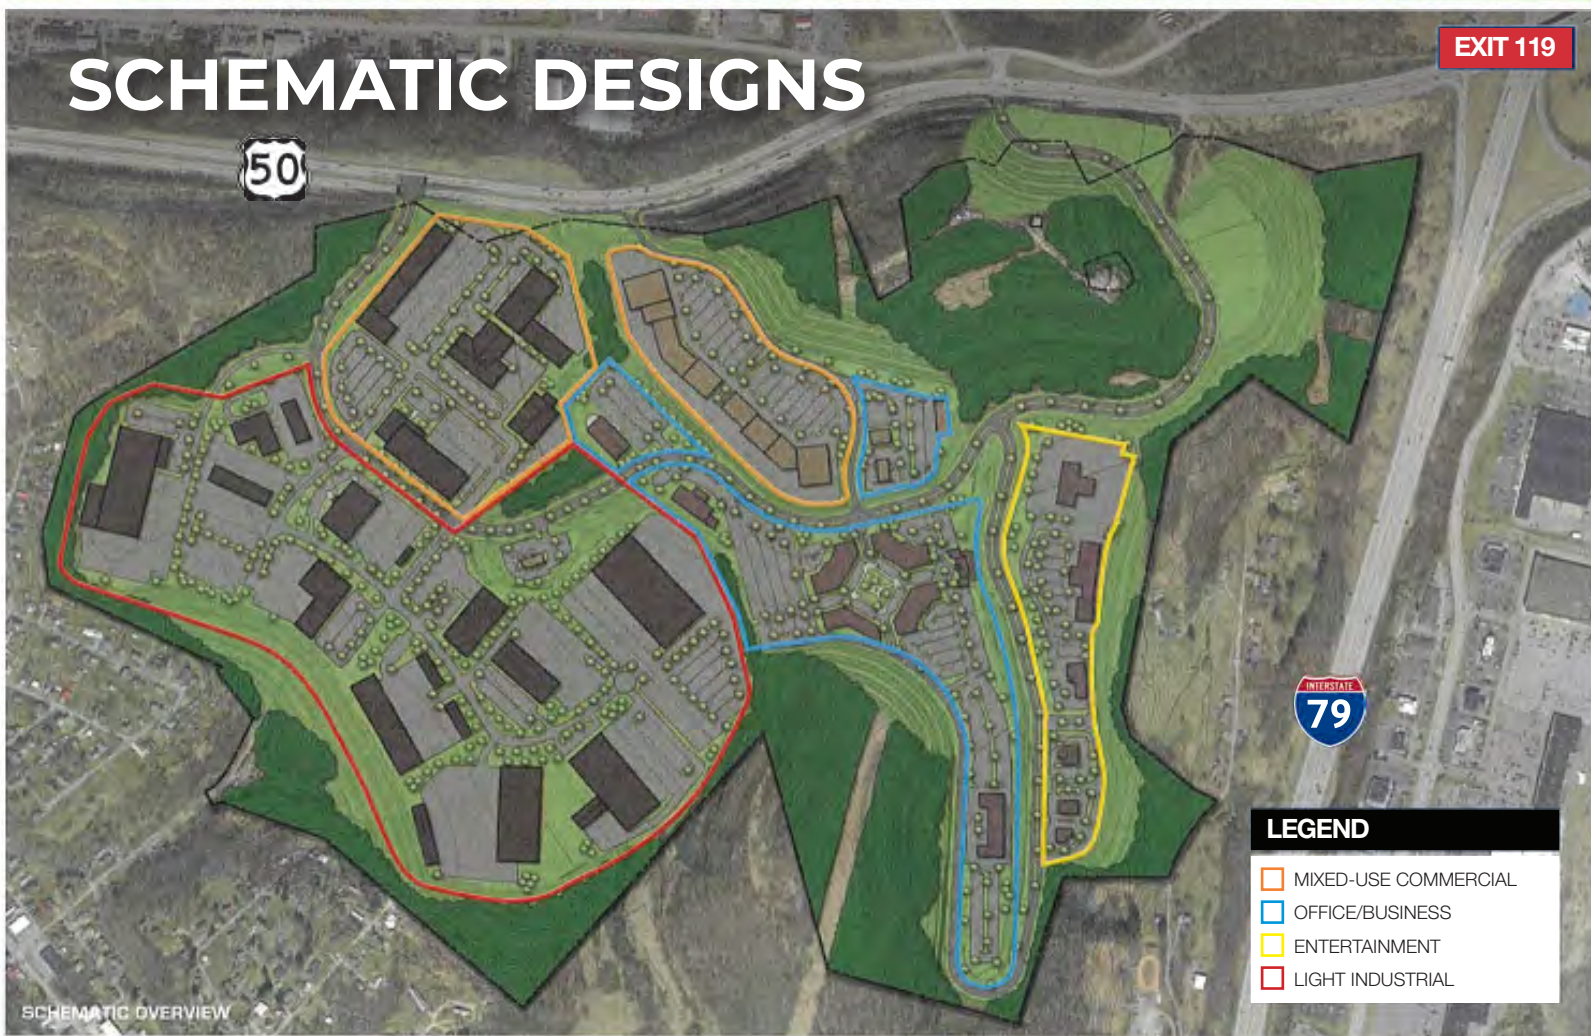 EXIT 119
SCHEMATIC DESIGNS
50
INTERSTATE
79
LEGEND
MIXED-USE COMMERCIAL
OFFICE/BUSINESS
ENTERTAINMENT
LIGHT INDUSTRIAL
SCHEMATIC OVERVIEW